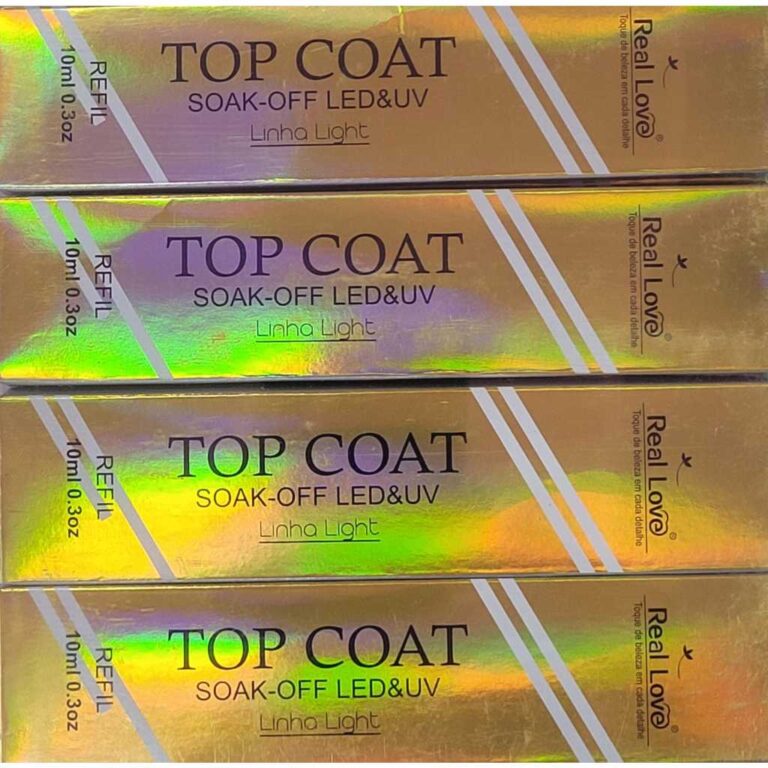 REFIL
10ml 0.3oz
TOP COAT
SOAK-OFF LED&UV
Linha Light
Real Love®
Toque de beleza em cada detalhe
REFIL
10ml 0.3oz
TOP COAT
SOAK-OFF LED&UV
Linha Light
Real Love®
Toque de beleza em cada detalhe
REFIL
10ml 0.3oz
TOP COAT
SOAK-OFF LED&UV
Linha Light
Real Love®
Toque de beleza em cada detalhe
REFIL
10ml 0.3oz
TOP COAT
SOAK-OFF LED&UV
Linha Light
Real Love®
Toque de beleza em cada detalhe